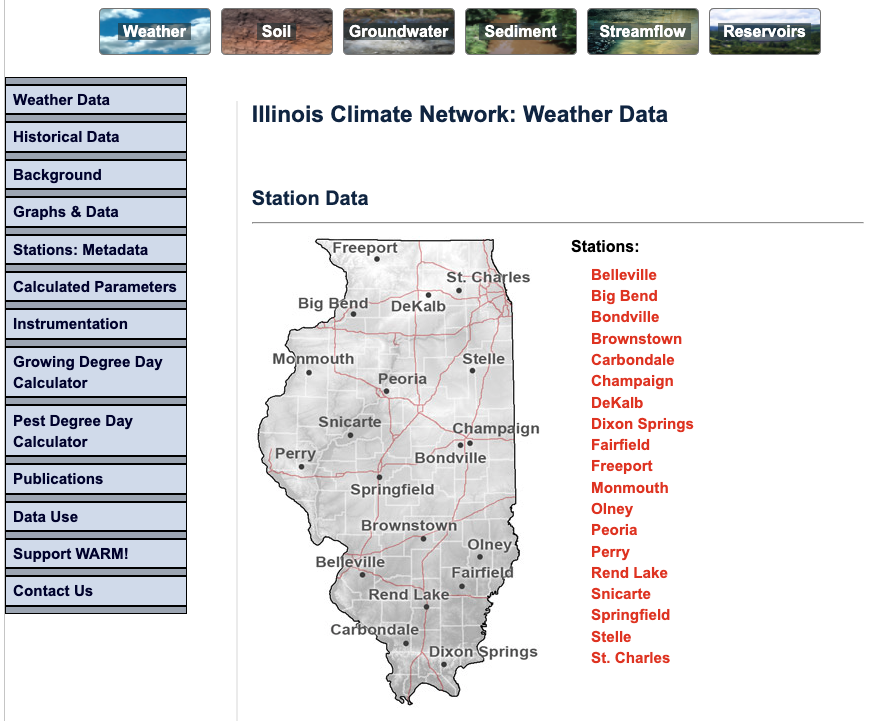 Weather
Soil
Groundwater
Sediment
Streamflow
Reservoirs
Weather Data
Historical Data
Background
Graphs & Data
Stations: Metadata
Calculated Parameters
Instrumentation
Growing Degree Day
Calculator
Pest Degree Day
Calculator
Publications
Data Use
Support WARM!
Contact Us
Illinois Climate Network: Weather Data
Station Data
Freeport
St. Charles
Big Bend
DeKalb
Monmouth
Stelle
Peoria
Snicarte
Champaign
Perry
Bondville
Springfield
Brownstown
Olney
Belleville
Fairfield
Rend Lake
Carbondale
Dixon Springs
Stations:
Belleville
Big Bend
Bondville
Brownstown
Carbondale
Champaign
DeKalb
Dixon Springs
Fairfield
Freeport
Monmouth
Olney
Peoria
Perry
Rend Lake
Snicarte
Springfield
Stelle
St. Charles